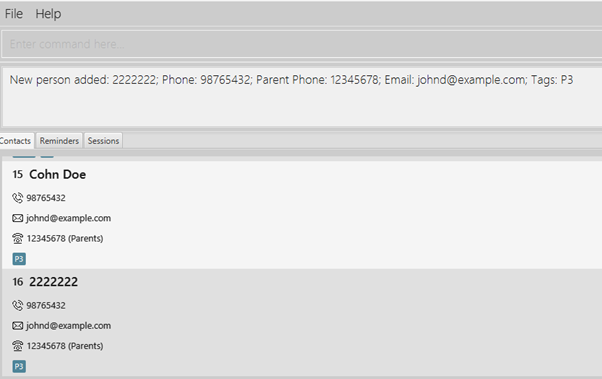 File Help
Enter command here...
New person added: 2222222; Phone: 98765432; Parent Phone: 12345678; Email: johnd@example.com; Tags: P3
Contacts Reminders Sessions
15 Cohn Doe
98765432
johnd@example.com
12345678 (Parents)
P3
16 2222222
98765432
johnd@example.com
12345678 (Parents)
P3